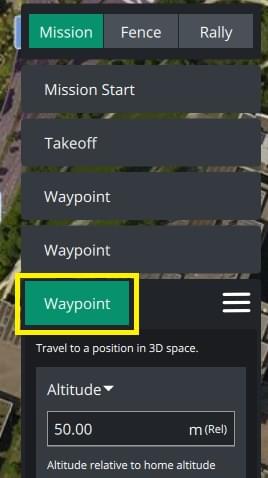 Mission Fence Rally
Mission Start
Takeoff
Waypoint
Waypoint
Waypoint
Travel to a position in 3D space.
Altitude
50.00 m (Rel)
Altitude relative to home altitude